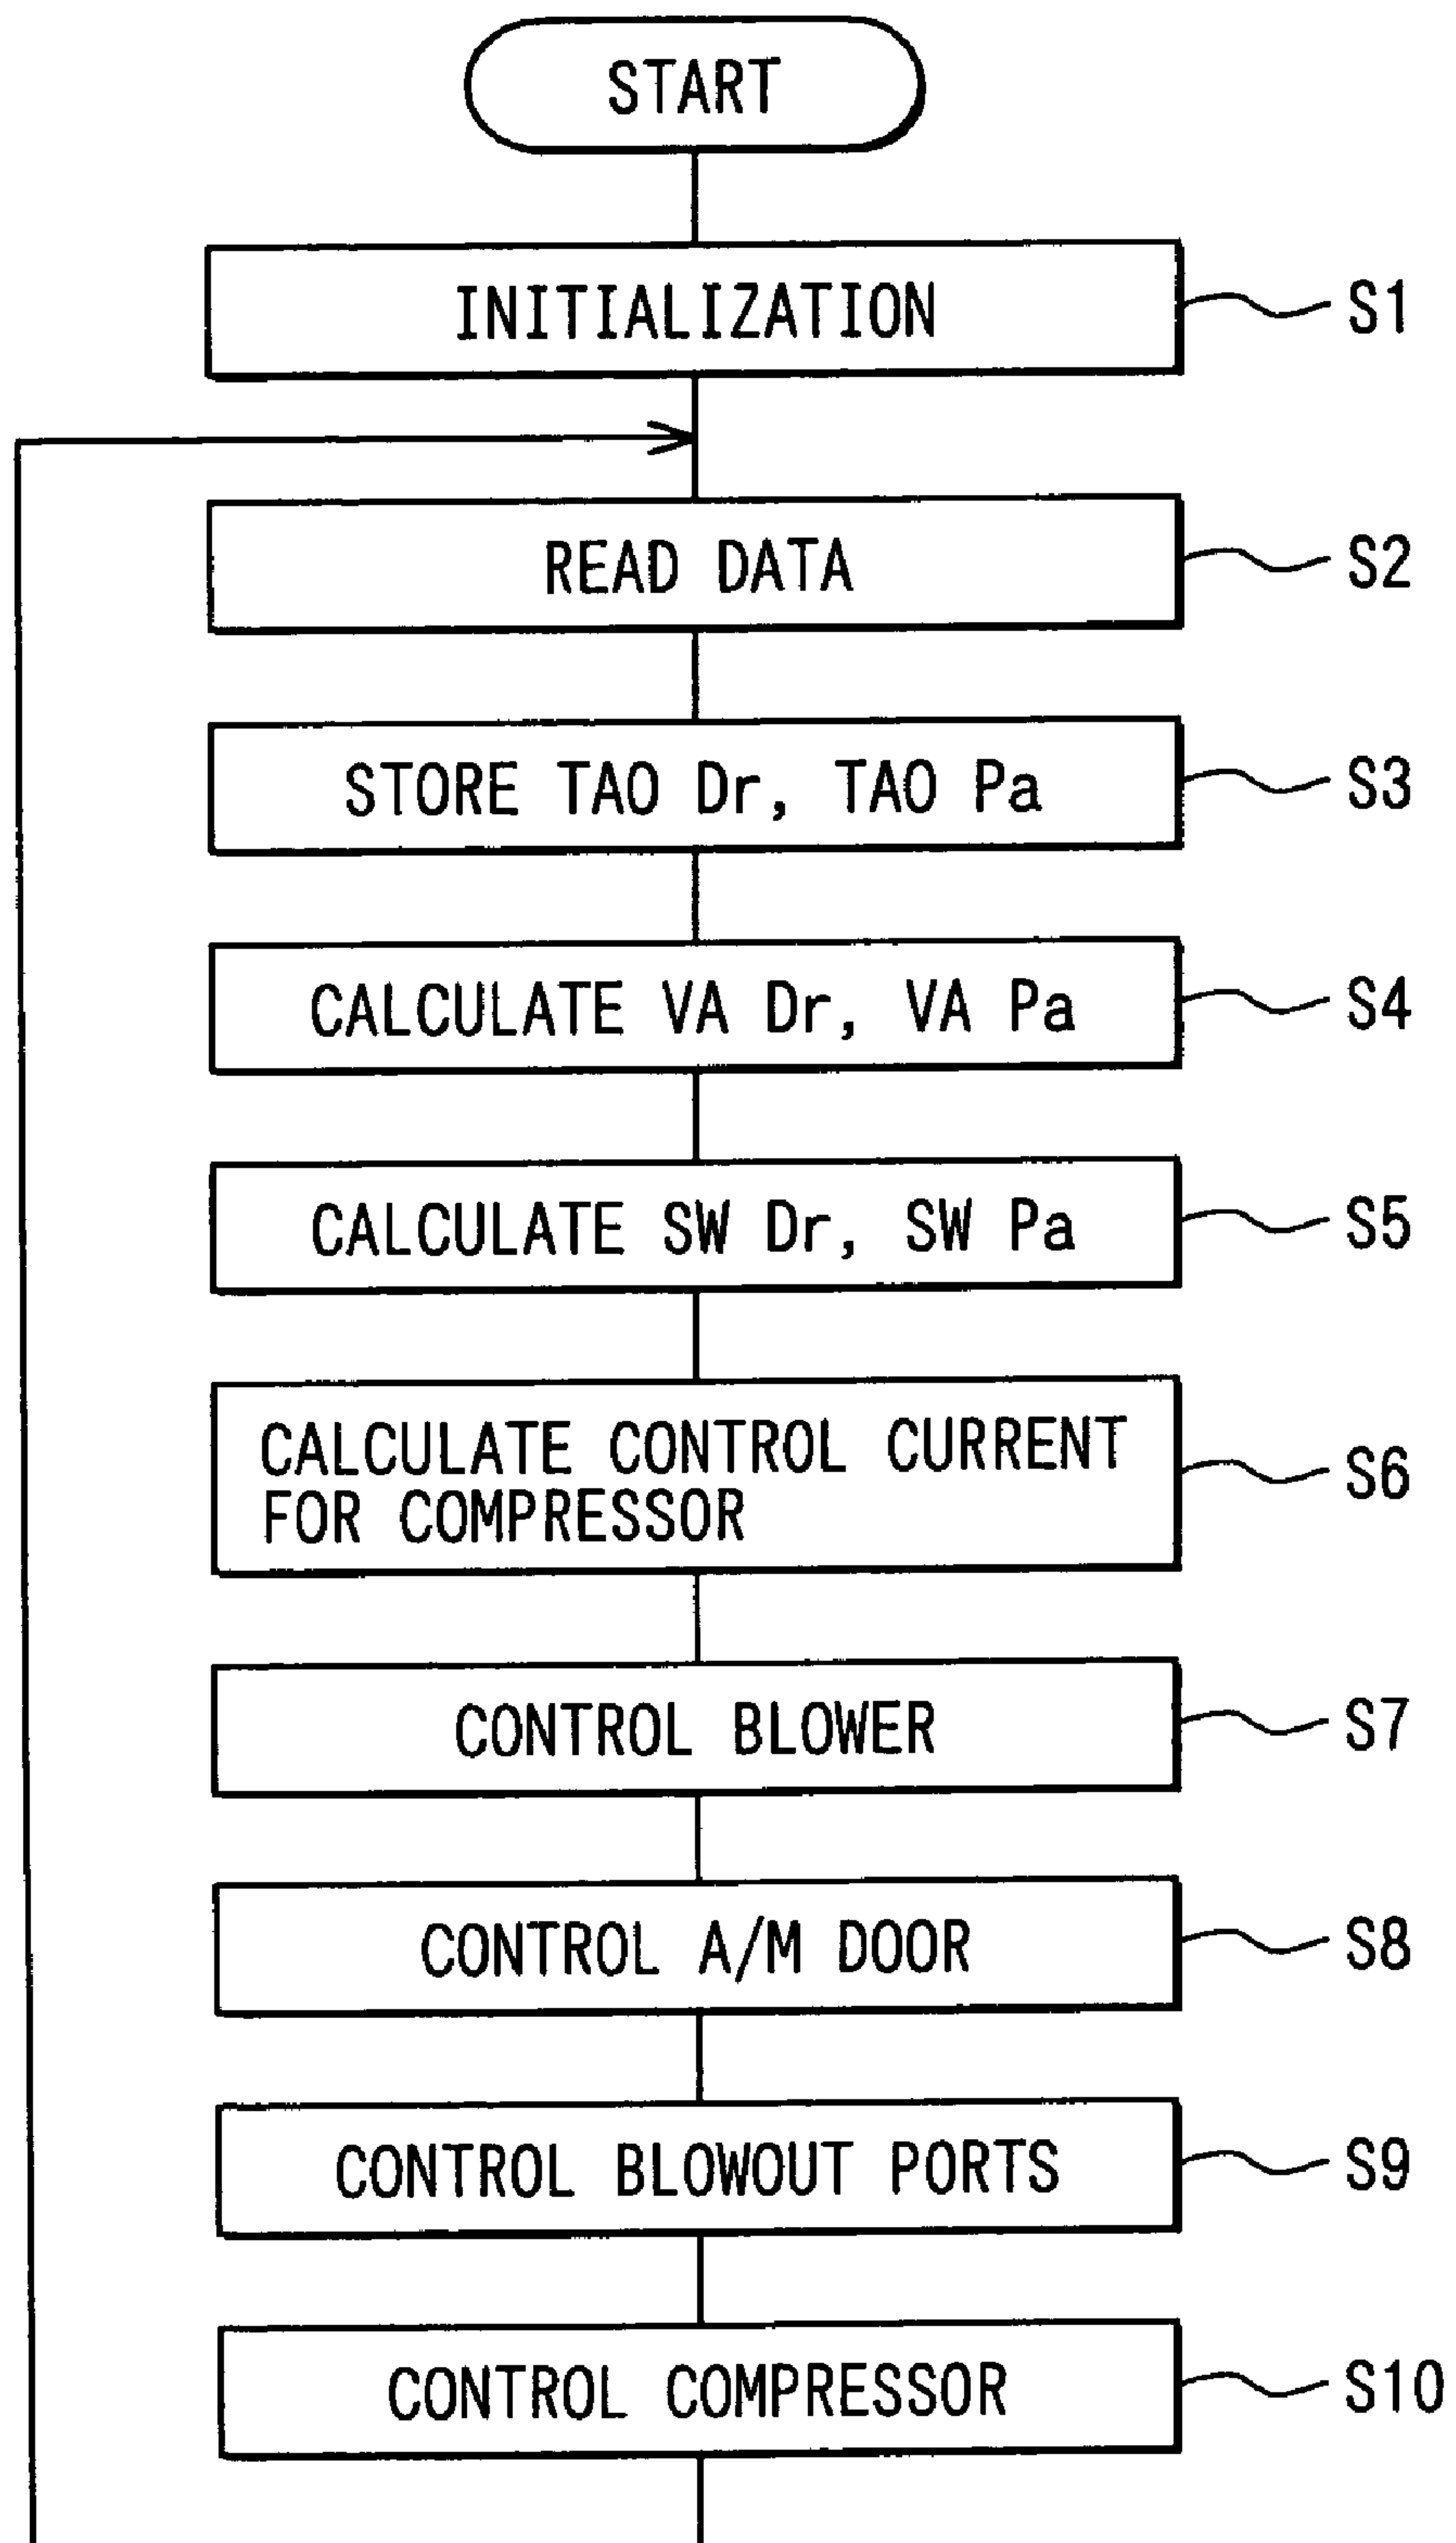 START
INITIALIZATION
S1
READ DATA
S2
STORE TAO Dr, TAO Pa
S3
CALCULATE VA Dr, VA Pa
S4
CALCULATE SW Dr, SW Pa
S5
CALCULATE CONTROL CURRENT
FOR COMPRESSOR
S6
CONTROL BLOWER
S7
CONTROL A/M DOOR
S8
CONTROL BLOWOUT PORTS
S9
CONTROL COMPRESSOR
S10